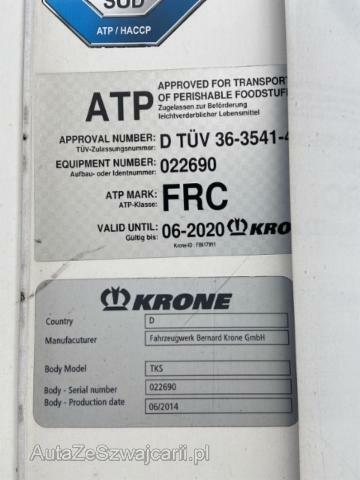 SÜD
ATP / HACCP
ATP
APPROVED FOR TRANSPORT
OF PERISHABLE FOODSTUFF
Zugelassen zur Beförderung
leichtverderblicher Lebensmittel
APPROVAL NUMBER: D TÜV 36-3541-4
TÜV-Zulassungsnummer:
EQUIPMENT NUMBER: 022690
Aufbau- oder Identnummer:
ATP MARK: FRC
ATP-Klasse:
VALID UNTIL: 06-2020 KRONE
Gültig bis:
KRONE
Country D
Manufacuturer Fahrzeugwerk Bernard Krone GmbH
Body Model TKS
Body - Serial number 022690
Body - Production date 06/2014
AutaZeSzwajcarii.pl